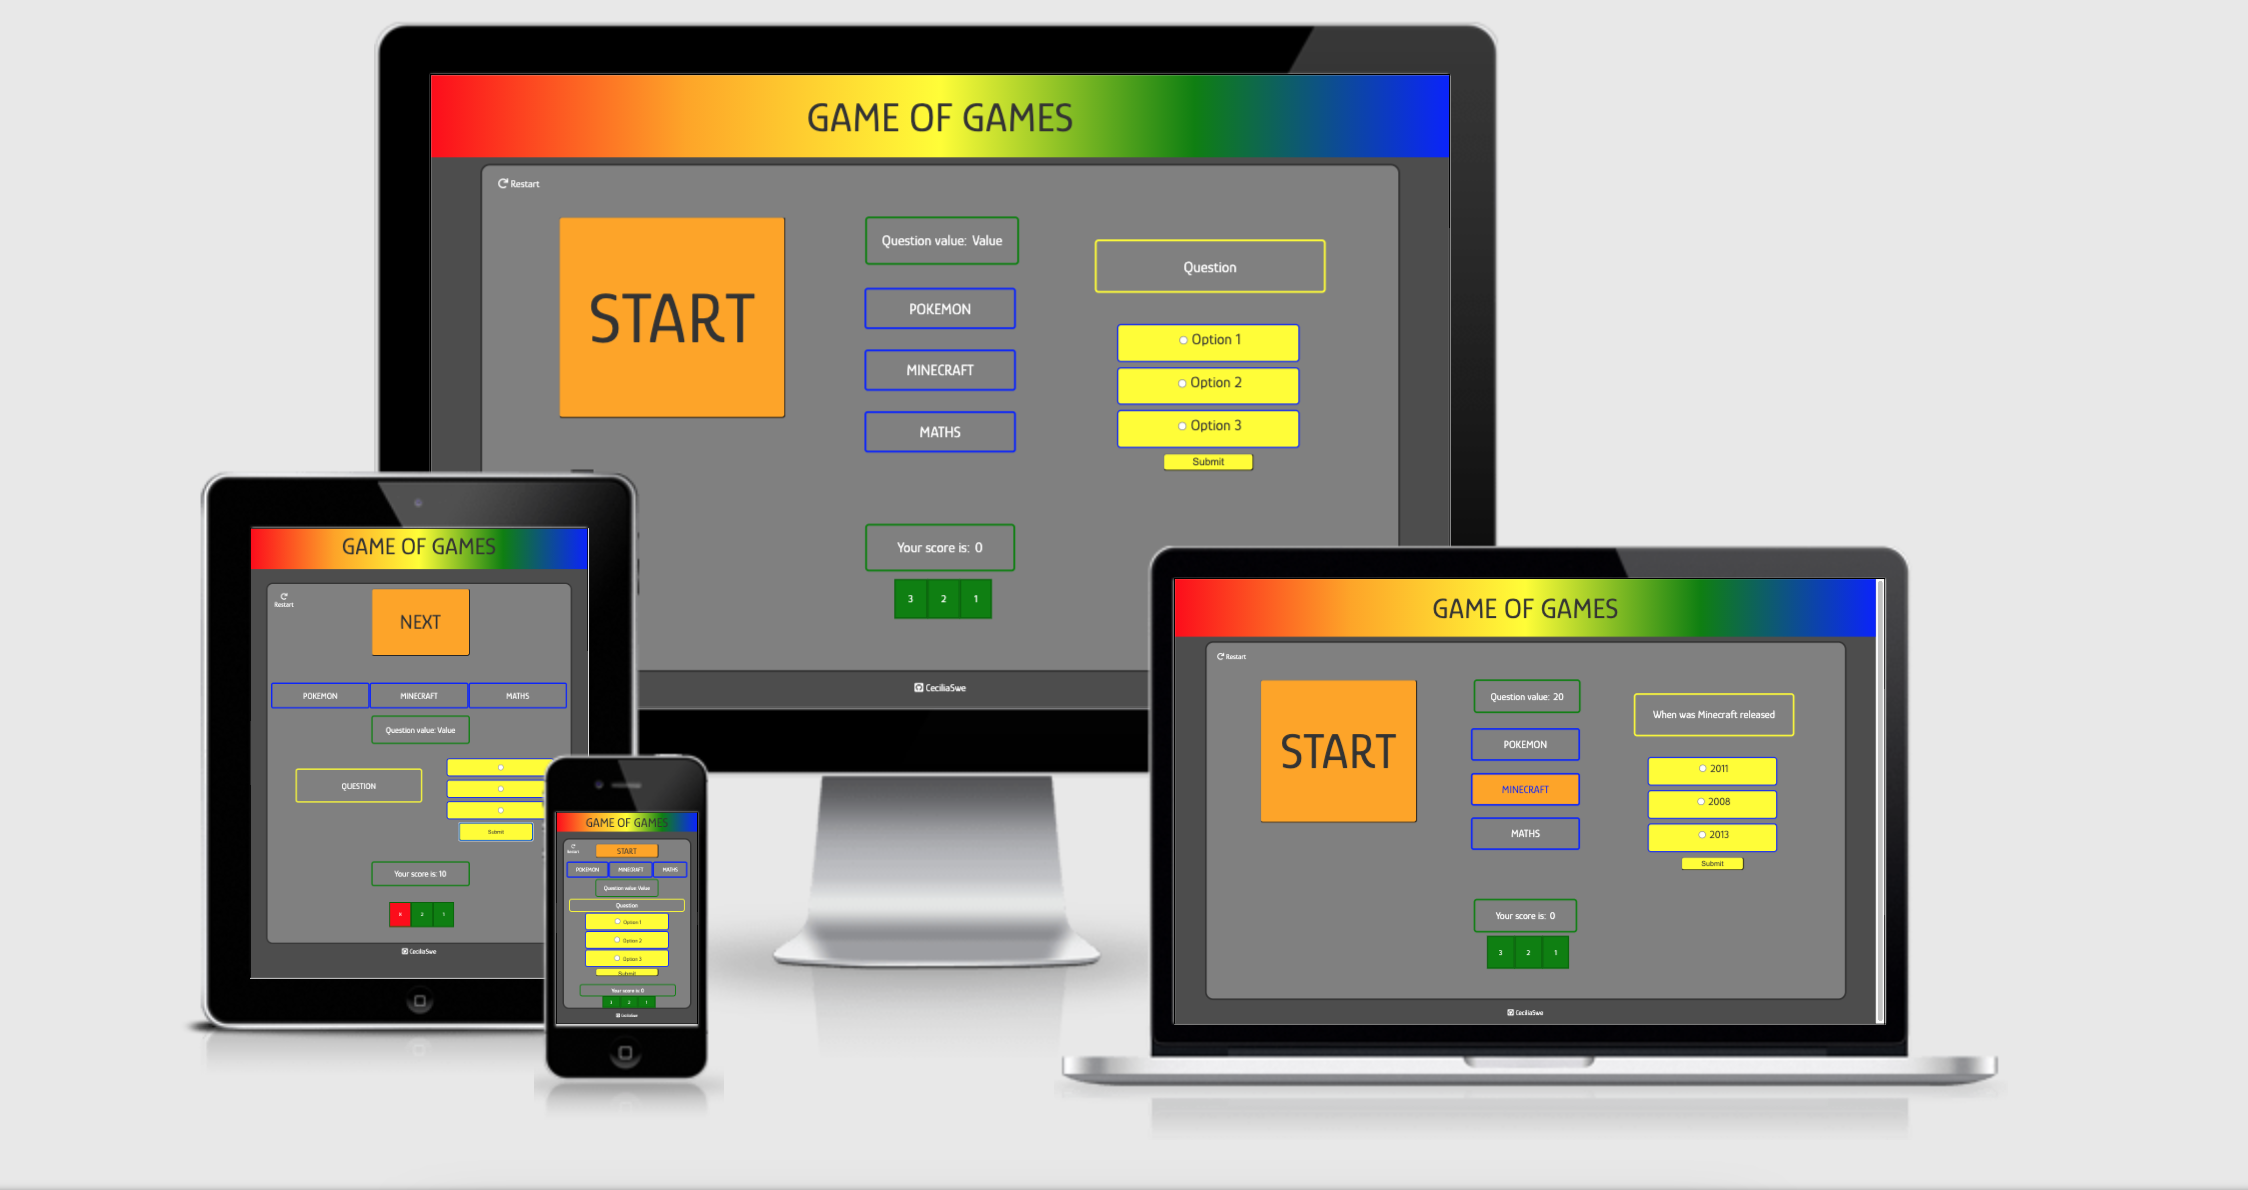 GAME OF GAMES
Restart
START
Question value: Value
POKEMON
MINECRAFT
MATHS
Question
Option 1
Option 2
Option 3
Submit
Your score is: 0
3 2 1
CeciliaSwe
GAME OF GAMES
Restart
NEXT
POKEMON MINECRAFT MATHS
Question value: Value
QUESTION
Submit
Your score is: 10
X 2 1
CeciliaSwe
GAME OF GAMES
Restart
START
POKEMON MINECRAFT MATHS
Question value: Value
Question
Option 1
Option 2
Option 3
Submit
Your score is: 0
3 2 1
CeciliaSwe
GAME OF GAMES
Restart
START
Question value: 20
POKEMON
MINECRAFT
MATHS
When was Minecraft released
2011
2008
2013
Submit
Your score is: 0
3 2 1
CeciliaSwe